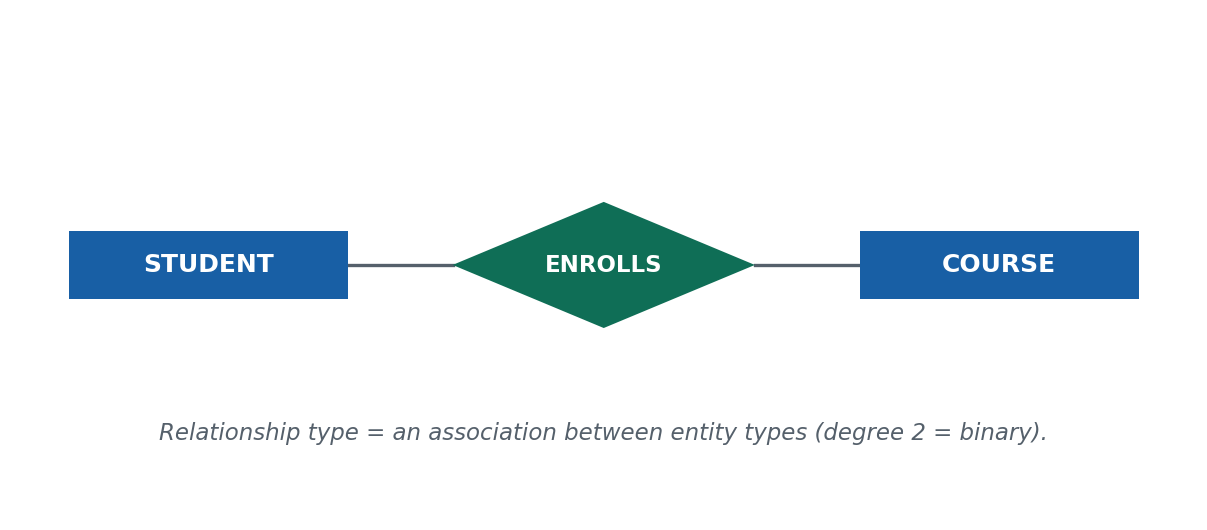 STUDENT ENROLLS COURSE
Relationship type = an association between entity types (degree 2 = binary).